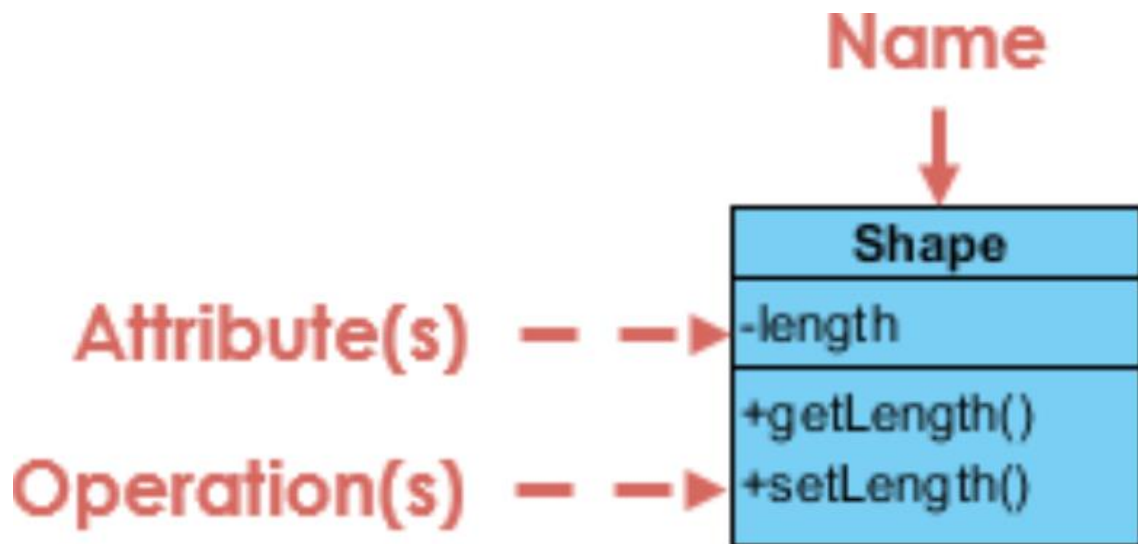 Name
Shape
Attribute(s)
-length
+getLength()
Operation(s)
+setLength()